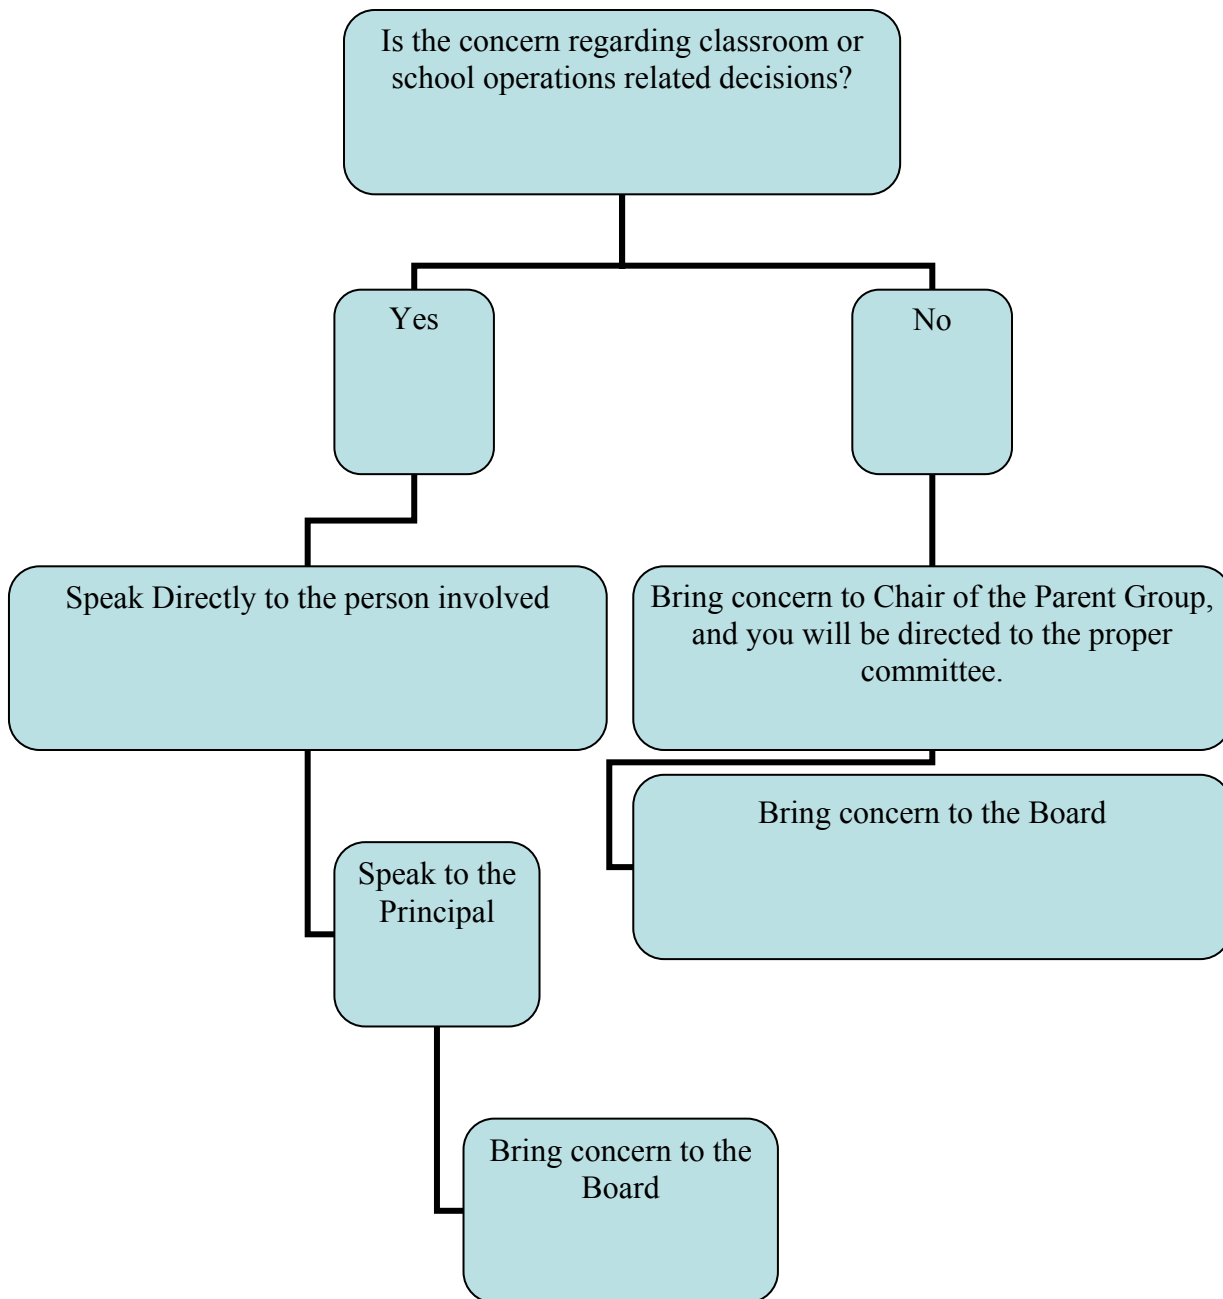 Is the concern regarding classroom or
school operations related decisions?
Yes
No
Speak Directly to the person involved
Bring concern to Chair of the Parent Group,
and you will be directed to the proper
committee.
Bring concern to the Board
Speak to the
Principal
Bring concern to the
Board